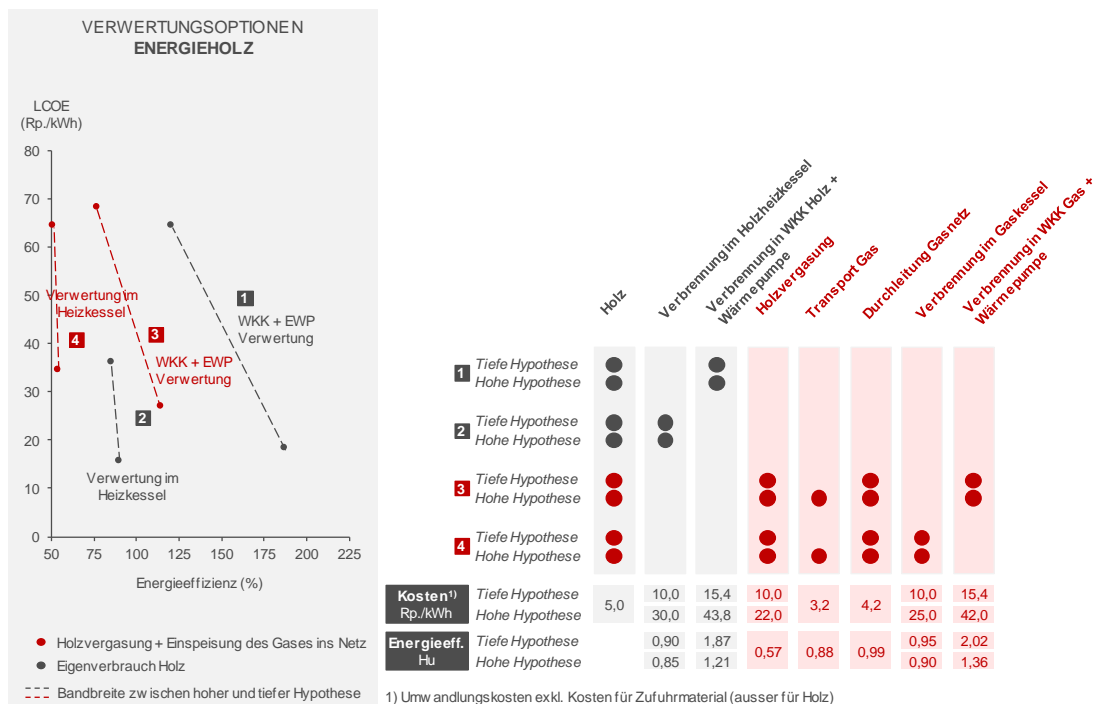 VERWERTUNGSOPTIONEN
ENERGIEHOLZ
LCOE
(Rp./kWh)
80
70
60
50
40
30
20
10
0
50
75
100
125
150
175
200
225
Energieeffizienz (%)
1
WKK + EWP
Verwertung
2
Verwertung im
Heizkessel
3
WKK + EWP
Verwertung
4
Verwertung im
Heizkessel
Holzvergasung + Einspeisung des Gases ins Netz
Eigenverbrauch Holz
Bandbreite zwischen hoher und tiefer Hypothese
Holz
Verbrennung im Holzheizkessel
Verbrennung in WKK Holz +
Wärmepumpe
Holzvergasung
Transport Gas
Durchleitung Gasnetz
Verbrennung im Gaskessel
Verbrennung in WKK Gas +
Wärmepumpe
1
Tiefe Hypothese
Hohe Hypothese
2
Tiefe Hypothese
Hohe Hypothese
3
Tiefe Hypothese
Hohe Hypothese
4
Tiefe Hypothese
Hohe Hypothese
Kosten1)
Rp./kWh
Tiefe Hypothese
Hohe Hypothese
5,0
10,0 15,4 10,0
30,0 43,8 22,0
3,2
4,2
10,0 15,4
25,0 42,0
Energieeff.
Hu
Tiefe Hypothese
Hohe Hypothese
0,90 1,87
0,85 1,21
0,57
0,88
0,99
0,95 2,02
0,90 1,36
1) Umwandlungskosten exkl. Kosten für Zufuhrmaterial (ausser für Holz)